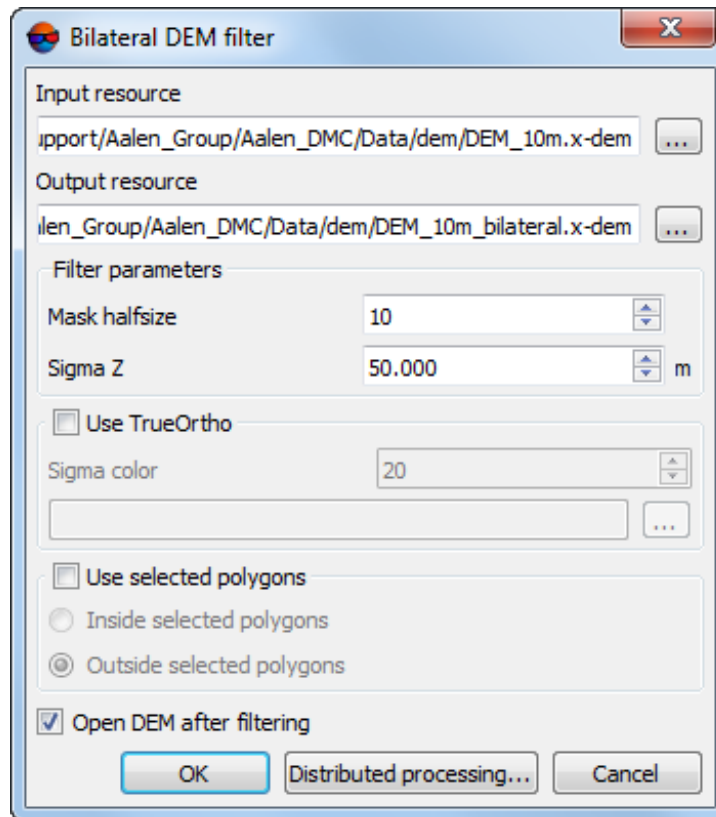 Bilateral DEM filter
Input resource
upport/Aalen_Group/Aalen_DMC/Data/dem/DEM_10m.x-dem ...
Output resource
alen_Group/Aalen_DMC/Data/dem/DEM_10m_bilateral.x-dem ...
Filter parameters
Mask halfsize 10
Sigma Z 50.000 m
Use TrueOrtho
Sigma color 20
...
Use selected polygons
Inside selected polygons
Outside selected polygons
Open DEM after filtering
OK Distributed processing... Cancel